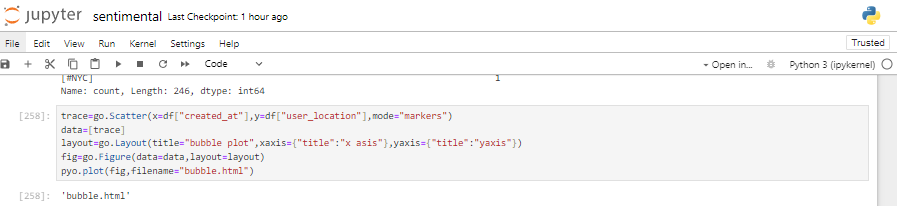 jupyter sentimental Last Checkpoint: 1 hour ago
File Edit View Run Kernel Settings Help Trusted
Code Open in... Python 3 (ipykernel)
[#NYC] 1
Name: count, Length: 246, dtype: int64
[258]: trace=go.Scatter(x=df["created_at"],y=df["user_location"],mode="markers")
data=[trace]
layout=go.Layout(title="bubble plot",xaxis={"title":"x asis"},yaxis={"title":"yaxis"})
fig=go.Figure(data=data,layout=layout)
pyo.plot(fig,filename="bubble.html")
[258]: 'bubble.html'